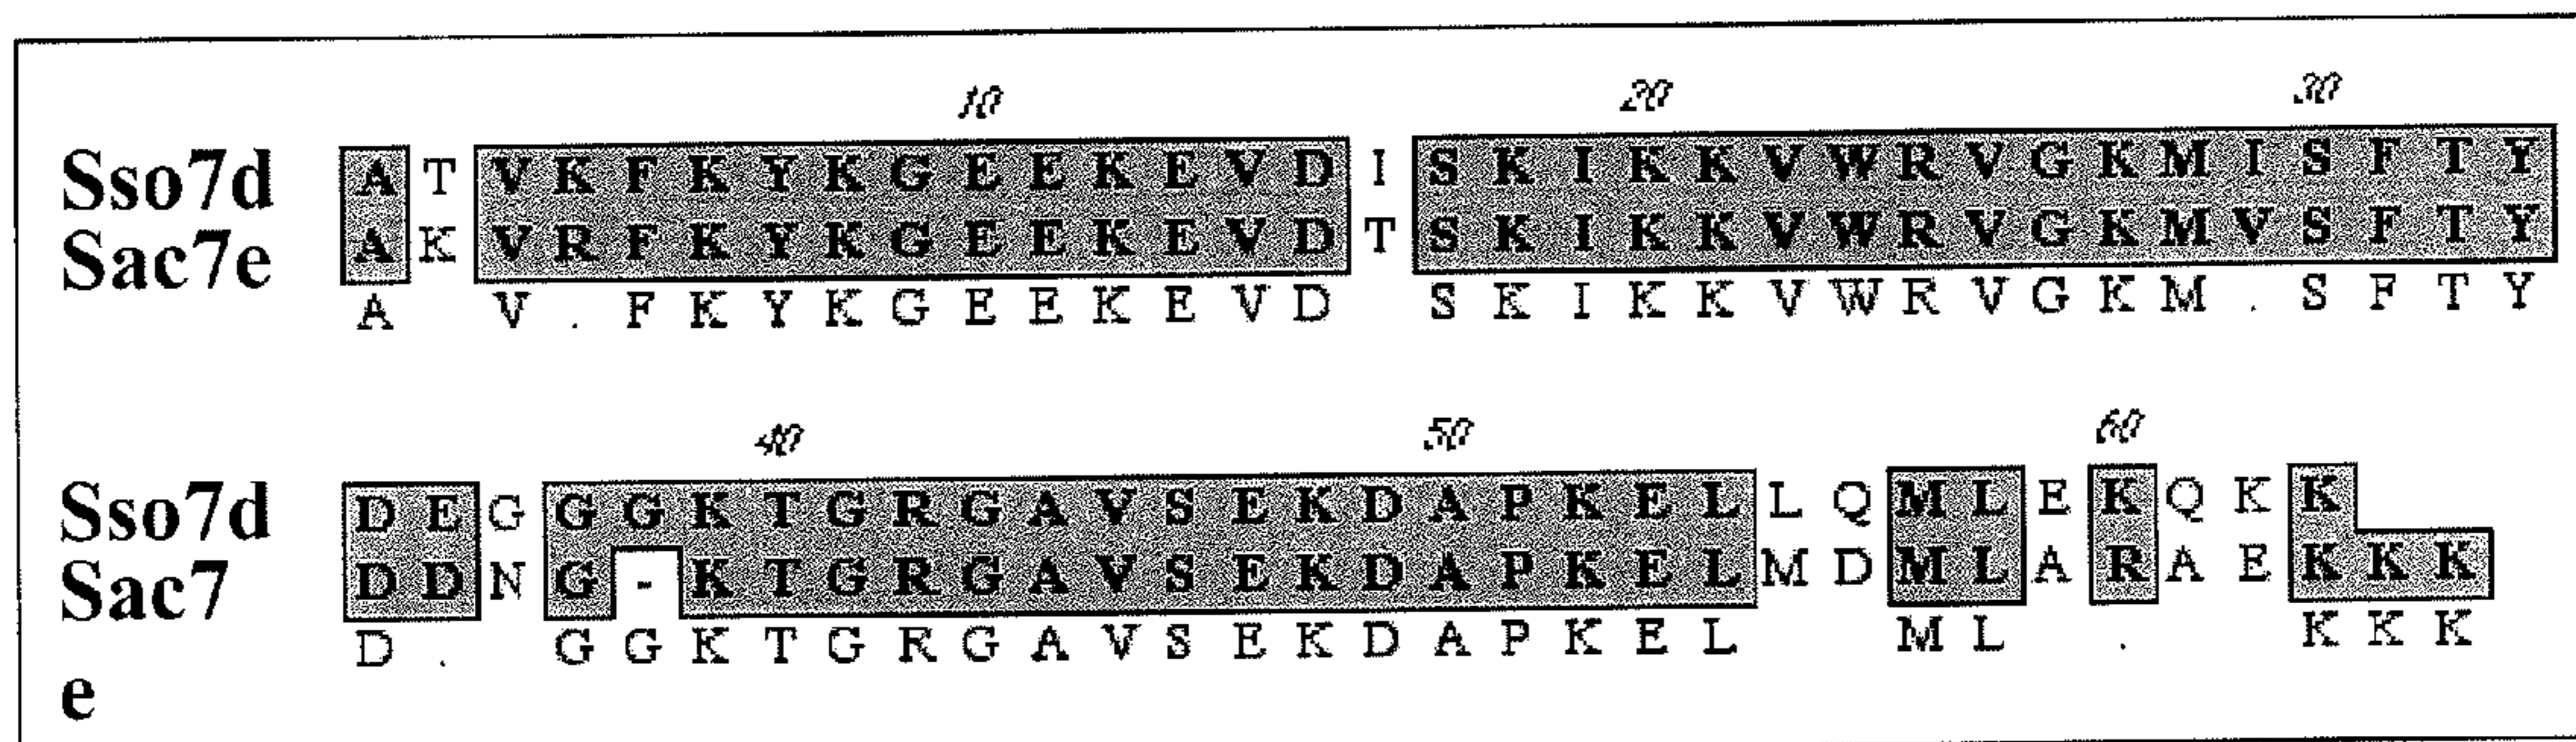 10 20 30
Sso7d A T V K F K Y K G E E K E V D I S K I K K V W R V G K M I S F T Y
Sac7e A K V R F K Y K G E E K E V D T S K I K K V W R V G K M V S F T Y
A V . F K Y K G E E K E V D S K I K K V W R V G K M . S F T Y
40 50 60
Sso7d D E G G G K T G R G A V S E K D A P K E L L Q M L E K Q K K
Sac7 D D N G - K T G R G A V S E K D A P K E L M D M L A R A E K K K
D . G G K T G R G A V S E K D A P K E L M L . K K K
e